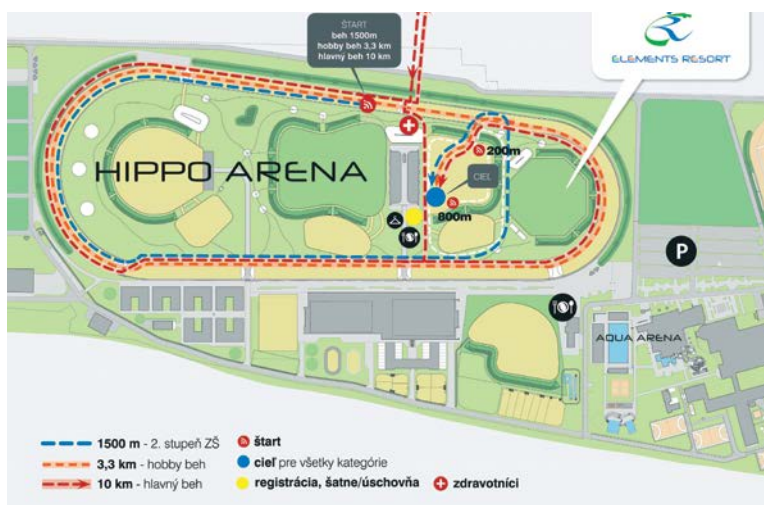 ŠTART
beh 1500m
hobby beh 3,3 km
hlavný beh 10 km
ELEMENTS RESORT
HIPPO ARENA
200m
CIEĽ
800m
P
AQUA ARENA
1500 m - 2. stupeň ZŠ
3,3 km - hobby beh
10 km - hlavný beh
štart
cieľ pre všetky kategórie
registrácia, šatne/úschovňa
zdravotníci